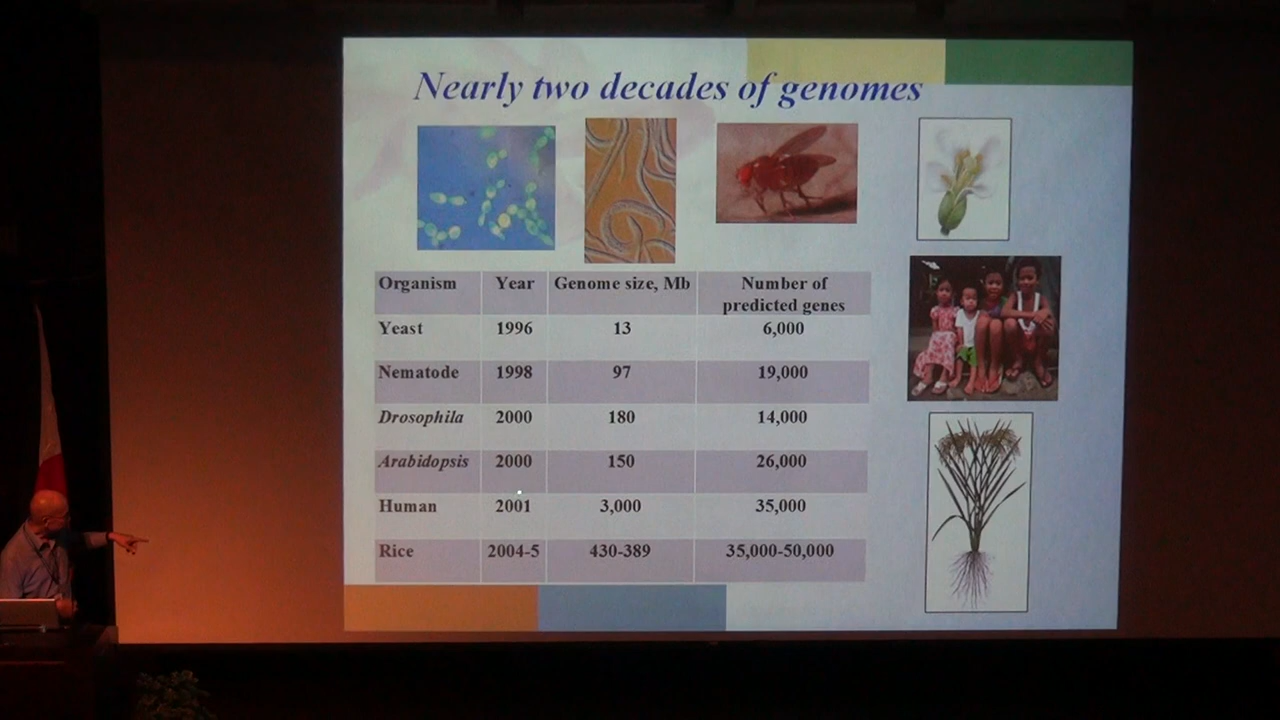 Nearly two decades of genomes
Organism Year Genome size, Mb Number of
predicted genes
Yeast 1996 13 6,000
Nematode 1998 97 19,000
Drosophila 2000 180 14,000
Arabidopsis 2000 150 26,000
Human 2001 3,000 35,000
Rice 2004-5 430-389 35,000-50,000